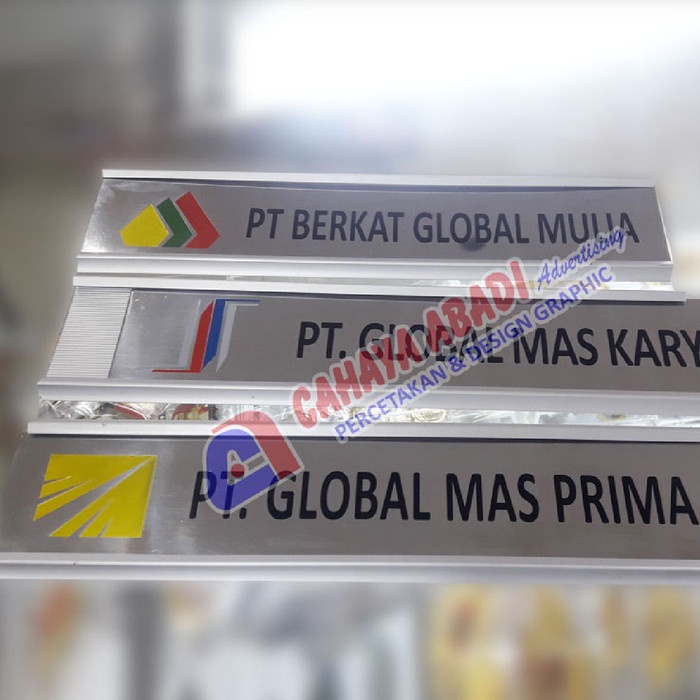 PT BERKAT GLOBAL MULIA
PT. GLOBAL MAS KARY
PT. GLOBAL MAS PRIMA
CAHAYA ABADI
Advertising
PERCETAKAN & DESIGN GRAPHIC